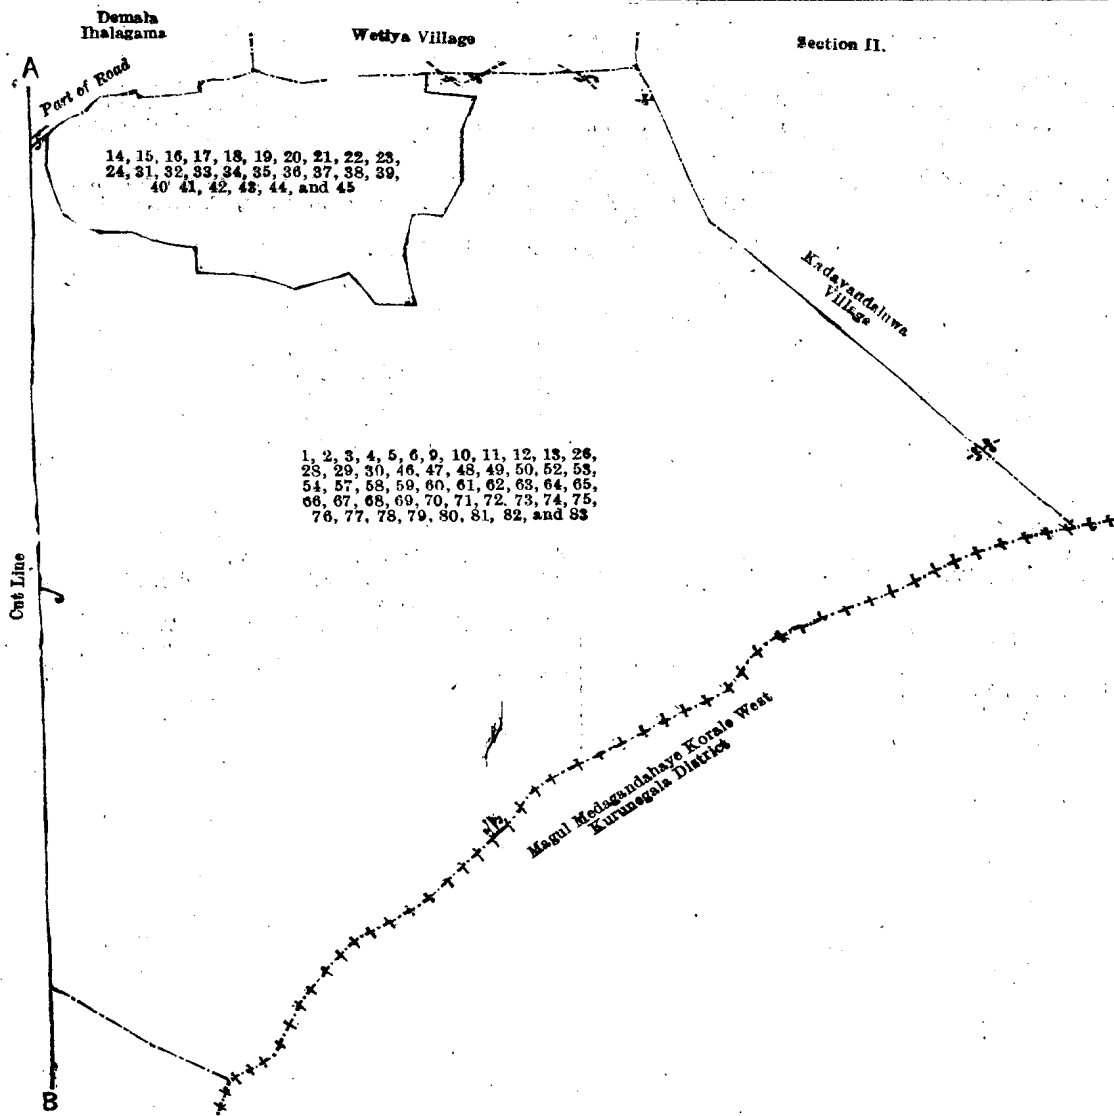 Demala
Ihalagama
Wetiya Village
Section II.
A
Part of Road
14, 15, 16, 17, 18, 19, 20, 21, 22, 23,
24, 31, 32, 33, 34, 35, 36, 37, 38, 39,
40' 41, 42, 43, 44, and 45
Kadayandaluwa
Village
1, 2, 3, 4, 5, 6, 9, 10, 11, 12, 13, 26,
28, 29, 30, 46, 47, 48, 49, 50, 52, 53,
54, 57, 58, 59, 60, 61, 62, 63, 64, 65,
66, 67, 68, 69, 70, 71, 72, 73, 74, 75,
76, 77, 78, 79, 80, 81, 82, and 83
Cut Line
Magul Medagandahaye Korale West
Kurunegala District
B